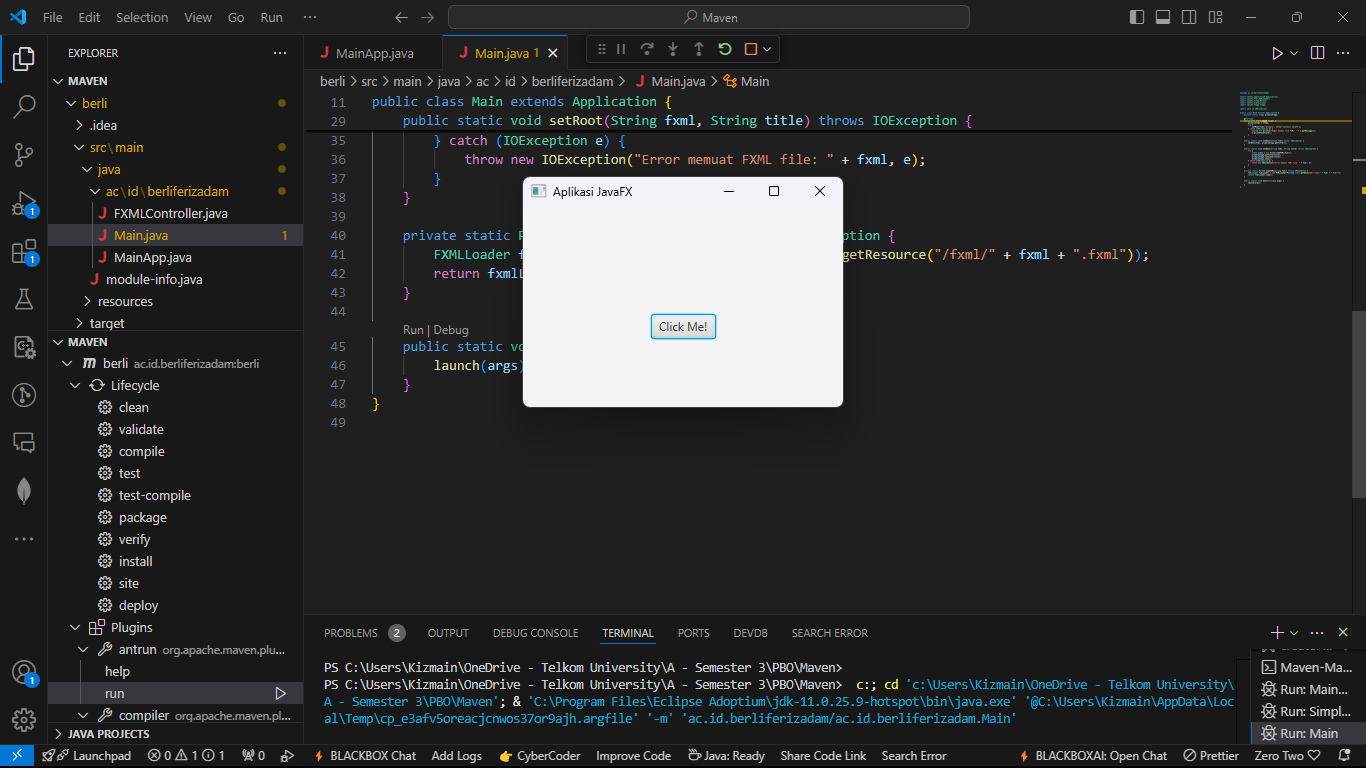 File Edit Selection View Go Run ··· Maven
EXPLORER ···
MAVEN
berli
.idea
src\main
java
ac\id\berliferizadam
FXMLController.java
Main.java 1
MainApp.java
module-info.java
resources
target
MAVEN
berli ac.id.berliferizadam:berli
Lifecycle
clean
validate
compile
test
test-compile
package
verify
install
site
deploy
Plugins
antrun org.apache.maven.plu...
help
run
compiler org.apache.maven.pl...
JAVA PROJECTS
1
1
1
MainApp.java Main.java 1
berli > src > main > java > ac > id > berliferizadam > Main.java > Main
11 public class Main extends Application {
29 public static void setRoot(String fxml, String title) throws IOException {
35 } catch (IOException e) {
36 throw new IOException("Error memuat FXML file: " + fxml, e);
37 }
38 }
39
40 private static ption {
41 FXMLLoader getResource("/fxml/" + fxml + ".fxml"));
42 return fxml
43 }
44
Run | Debug
45 public static vo
46 launch(args)
47 }
48 }
49
Aplikasi JavaFX
Click Me!
PROBLEMS 2 OUTPUT DEBUG CONSOLE TERMINAL PORTS DEVDB SEARCH ERROR
PS C:\Users\Kizmain\OneDrive - Telkom University\A - Semester 3\PBO\Maven>
PS C:\Users\Kizmain\OneDrive - Telkom University\A - Semester 3\PBO\Maven> c:; cd 'c:\Users\Kizmain\OneDrive - Telkom University\
A - Semester 3\PBO\Maven'; & 'C:\Program Files\Eclipse Adoptium\jdk-11.0.25.9-hotspot\bin\java.exe' '@C:\Users\Kizmain\AppData\Loc
al\Temp\cp_e3afv5oreacjcnwos37or9ajh.argfile' '-m' 'ac.id.berliferizadam/ac.id.berliferizadam.Main'
Maven-Ma...
Run: Main...
Run: Simpl...
Run: Main
Launchpad 0 1 1 0 BLACKBOX Chat Add Logs CyberCoder Improve Code Java: Ready Share Code Link Search Error BLACKBOXAI: Open Chat Prettier Zero Two